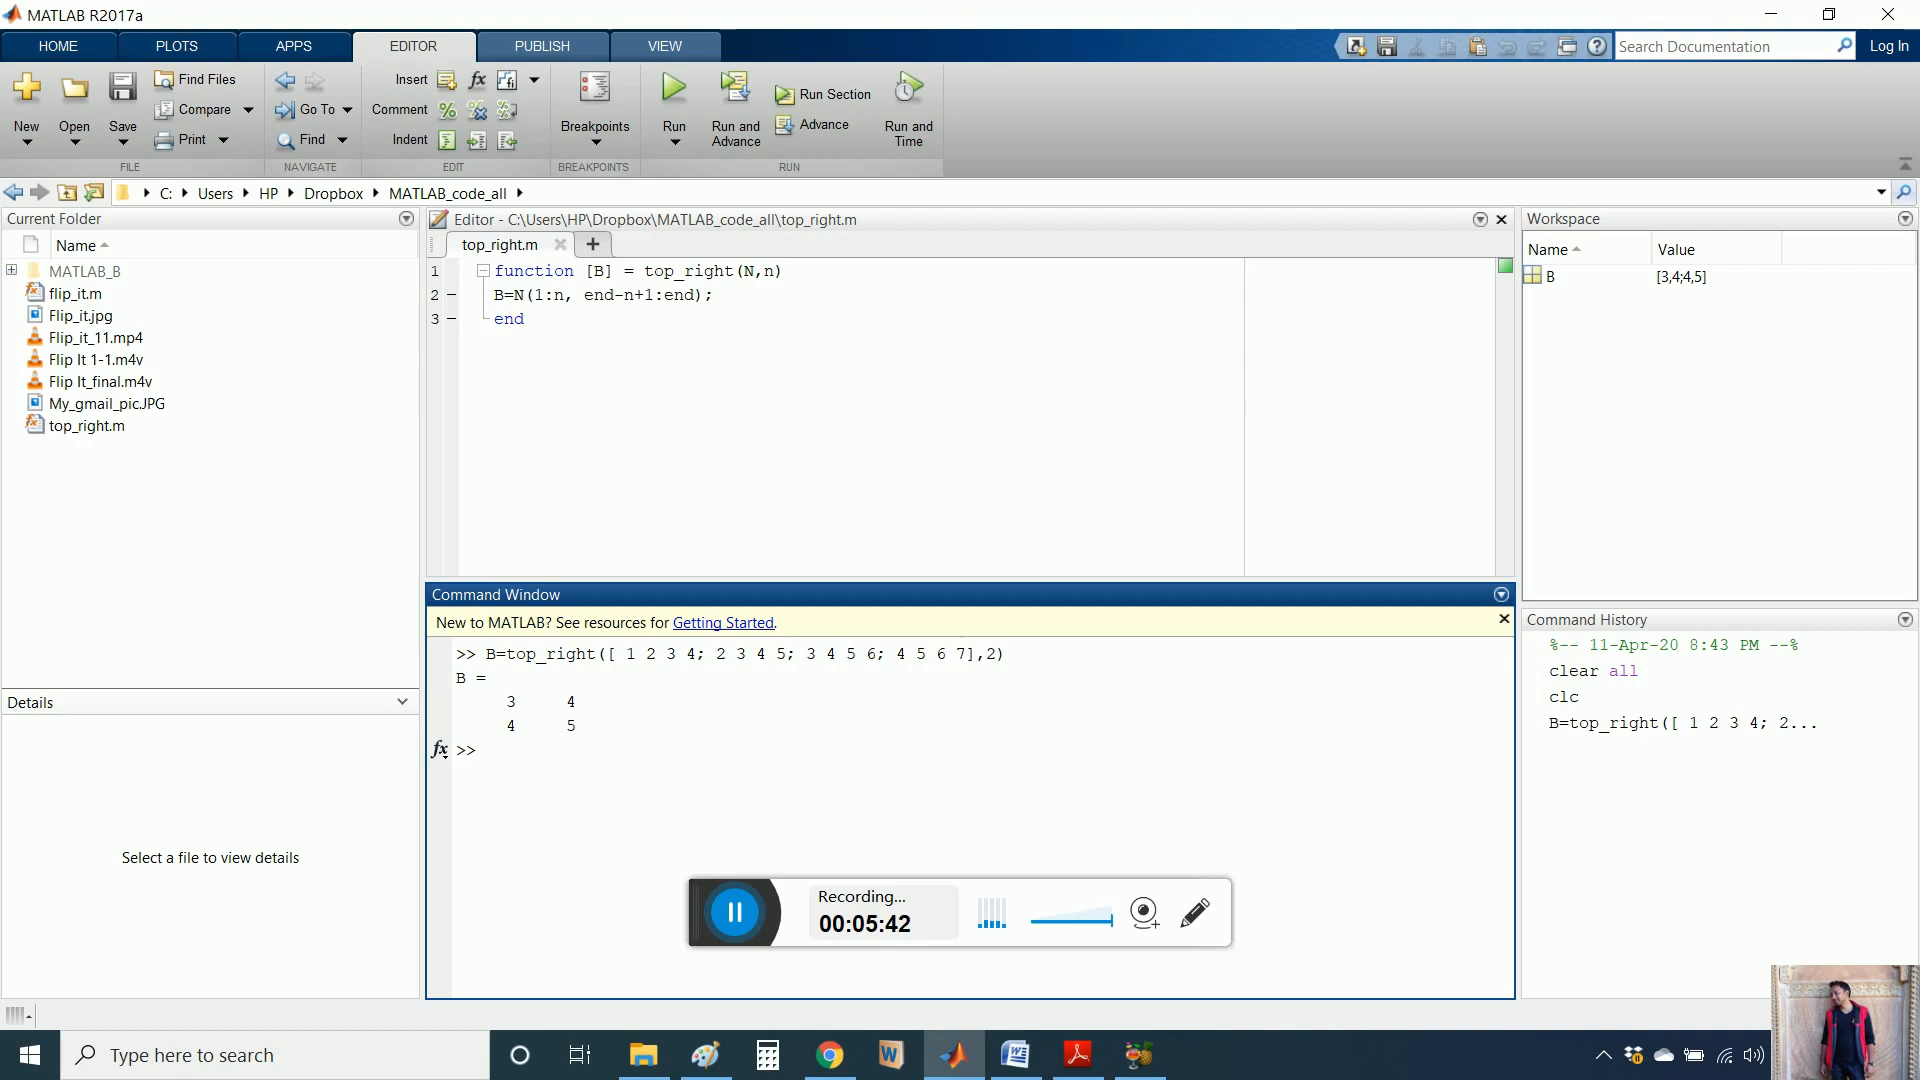 MATLAB R2017a
HOME PLOTS APPS EDITOR PUBLISH VIEW
Search Documentation
Log In
New
Open
Save
Find Files
Compare
Print
FILE
Go To
Find
NAVIGATE
Insert
Comment
Indent
EDIT
Breakpoints
BREAKPOINTS
Run
Run and
Advance
Run Section
Advance
Run and
Time
RUN
C: Users HP Dropbox MATLAB_code_all
Current Folder
Name
MATLAB_B
flip_it.m
Flip_it.jpg
Flip_it_11.mp4
Flip It 1-1.m4v
Flip It_final.m4v
My_gmail_pic.JPG
top_right.m
Details
Select a file to view details
Editor - C:\Users\HP\Dropbox\MATLAB_code_all\top_right.m
top_right.m
1 function [B] = top_right(N,n)
2 – B=N(1:n, end-n+1:end);
3 – end
Command Window
New to MATLAB? See resources for Getting Started.
>> B=top_right([ 1 2 3 4; 2 3 4 5; 3 4 5 6; 4 5 6 7],2)
B =
3 4
4 5
fx >>
Workspace
Name Value
B [3,4;4,5]
Command History
%-- 11-Apr-20 8:43 PM --%
clear all
clc
B=top_right([ 1 2 3 4; 2...
Recording...
00:05:42
Type here to search